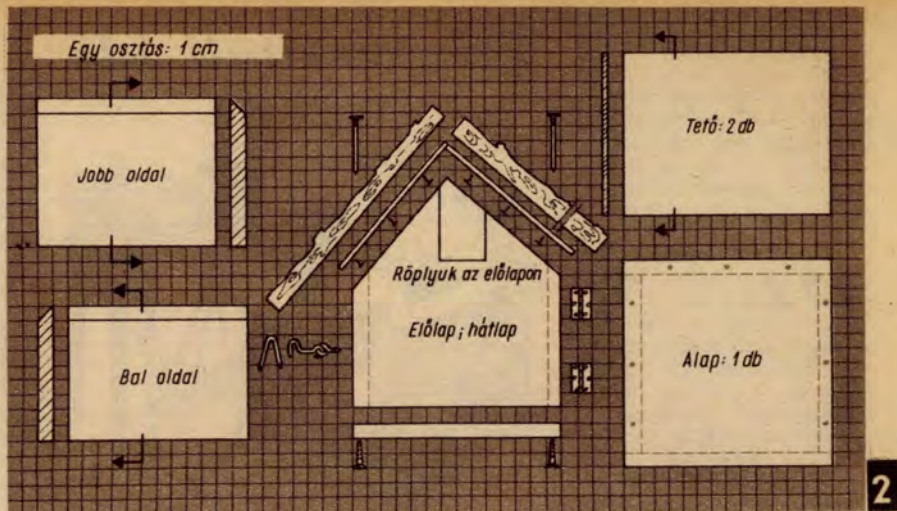 Egy osztás: 1 cm
Jobb oldal
Tető: 2 db
Röplyuk az előlapon
Előlap; hátlap
Bal oldal
Alap: 1 db
2